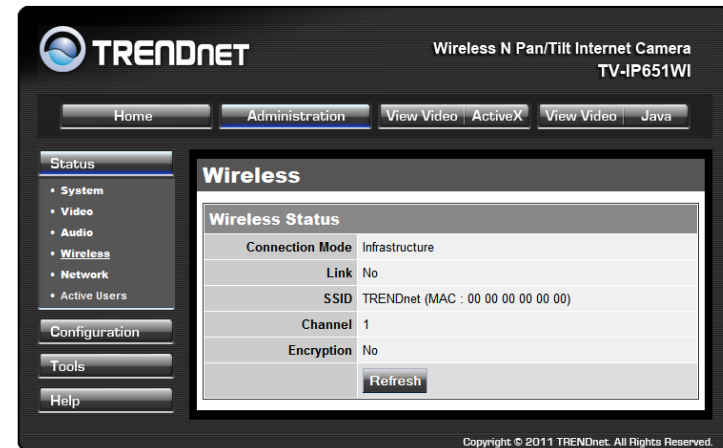 TRENDnet
Wireless N Pan/Tilt Internet Camera
TV-IP651WI
Home Administration View Video ActiveX View Video Java
Status
• System
• Video
• Audio
• Wireless
• Network
• Active Users
Configuration
Tools
Help
Wireless
Wireless Status
Connection Mode Infrastructure
Link No
SSID TRENDnet (MAC : 00 00 00 00 00 00)
Channel 1
Encryption No
Refresh
Copyright © 2011 TRENDnet. All Rights Reserved.